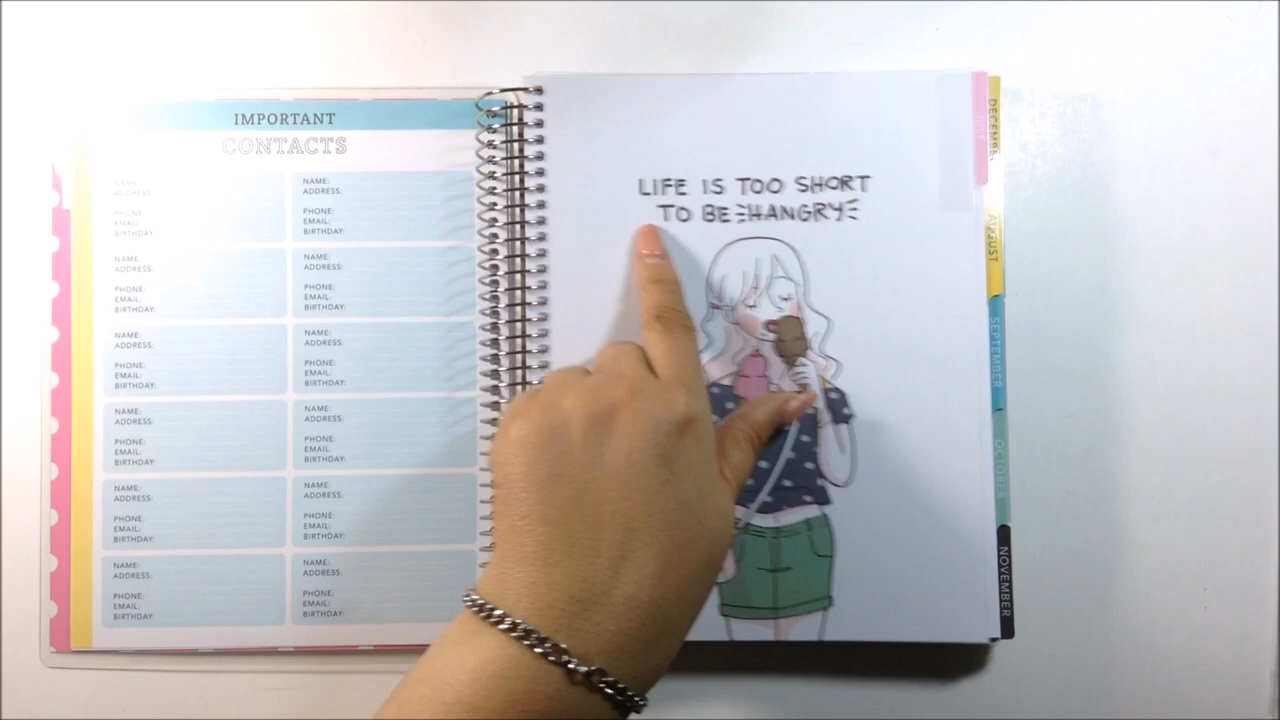 IMPORTANT
CONTACTS
NAME:
ADDRESS:
PHONE:
EMAIL:
BIRTHDAY:
NAME:
ADDRESS:
PHONE:
EMAIL:
BIRTHDAY:
NAME:
ADDRESS:
PHONE:
EMAIL:
BIRTHDAY:
NAME:
ADDRESS:
PHONE:
EMAIL:
BIRTHDAY:
NAME:
ADDRESS:
PHONE:
EMAIL:
BIRTHDAY:
NAME:
ADDRESS:
PHONE:
EMAIL:
BIRTHDAY:
NAME:
ADDRESS:
PHONE:
EMAIL:
BIRTHDAY:
NAME:
ADDRESS:
PHONE:
EMAIL:
BIRTHDAY:
NAME:
ADDRESS:
PHONE:
EMAIL:
BIRTHDAY:
NAME:
ADDRESS:
PHONE:
EMAIL:
BIRTHDAY:
NAME:
ADDRESS:
PHONE:
EMAIL:
BIRTHDAY:
NAME:
ADDRESS:
PHONE:
EMAIL:
BIRTHDAY:
LIFE IS TOO SHORT
TO BE HANGRY
DECEMBER
AUGUST
SEPTEMBER
OCTOBER
NOVEMBER